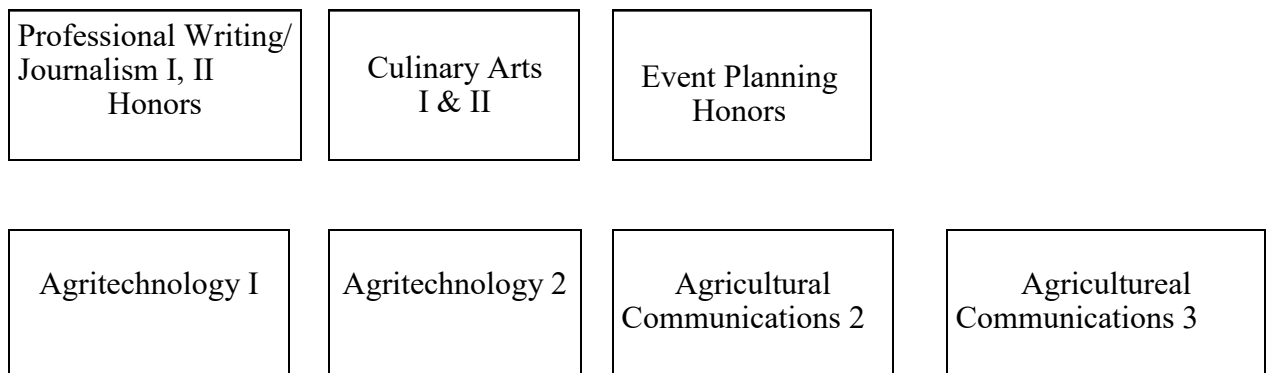 Professional Writing/
Journalism I, II
Honors
Culinary Arts
I & II
Event Planning
Honors
Agritechnology I
Agritechnology 2
Agricultural
Communications 2
Agricultureal
Communications 3